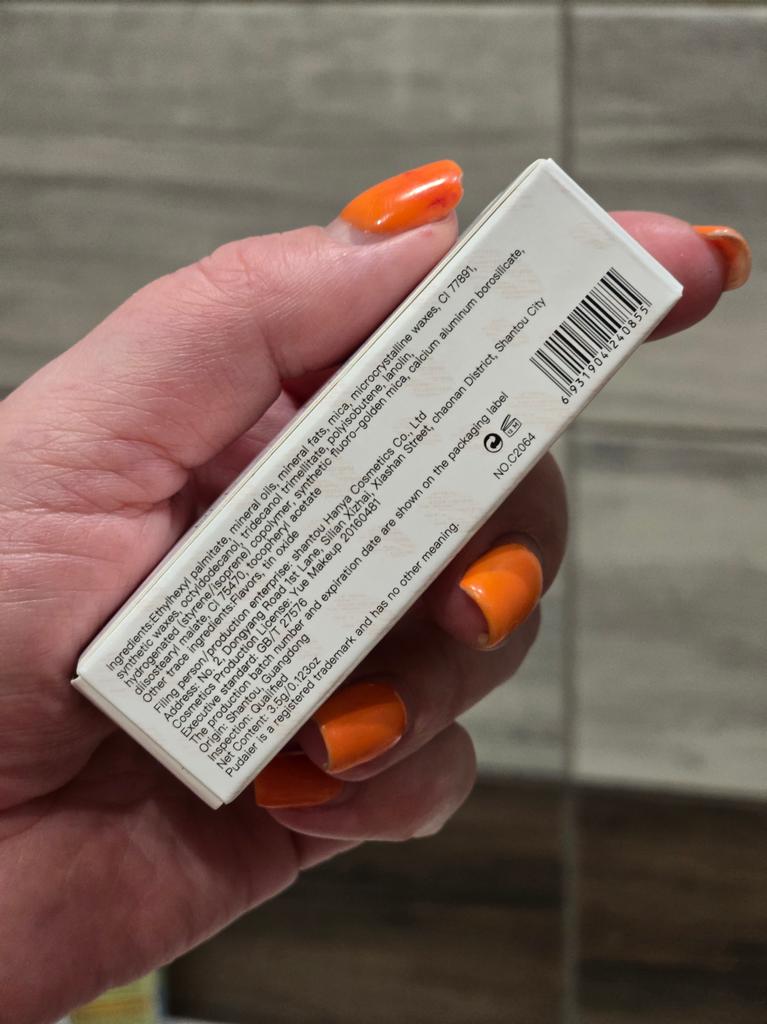 Ingredients:Ethylhexyl palmitate, mineral oils, mineral fats, mica, microcrystalline waxes, CI 77891,
synthetic waxes, octyldodecanol, tridecanol trimellitate, polyisobutene, lanolin,
hydrogenated (styrene/isoprene) copolymer, synthetic fluoro-golden mica, calcium aluminum borosilicate,
diisostearyl malate, CI 75470, tocopheryl acetate
Other trace ingredients:Flavors, tin oxide
Filing person/production enterprise: shantou Hanya Cosmetics Co., Ltd
Address: No. 2, Dongyang Road 1st Lane, Silian Xizhai, Xiashan Street, chaonan District, Shantou City
Cosmetics Production License: Yue Makeup 20160481
Executive standard: GB/T 27576
The production batch number and expiration date are shown on the packaging label
Origin: Shantou, Guangdong
Inspection: Qualified
Net Content: 3.5g/0.123oz
Pudaier is a registered trademark and has no other meaning.
NO.C2064
6 931904 240855